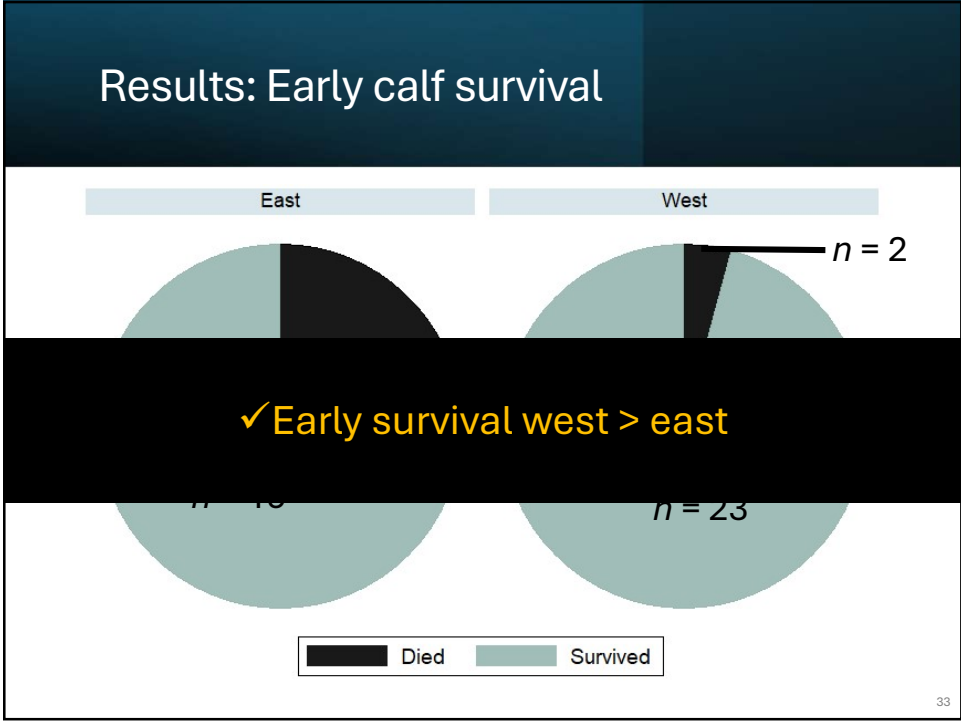 Results: Early calf survival
East
West
n = 2
✓Early survival west > east
n = 23
Died
Survived
33